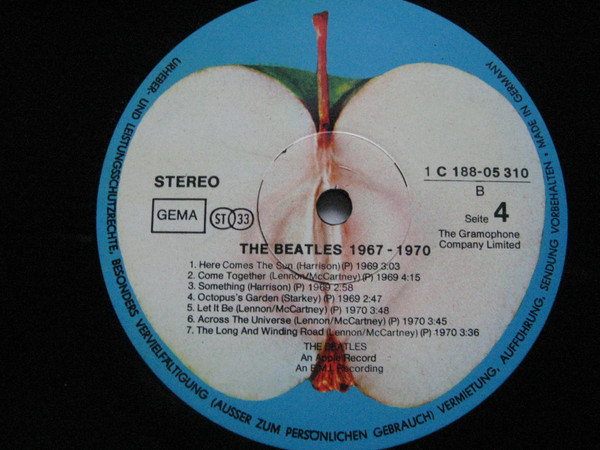 URHEBER- UND LEISTUNGSSCHUTZRECHTE, BESONDERS VERVIELFÄLTIGUNG (AUSSER ZUM PERSÖNLICHEN GEBRAUCH) VERMIETUNG, AUFFÜHRUNG, SENDUNG VORBEHALTEN • MADE IN GERMANY
STEREO
GEMA
ST 33
1 C 188-05 310
B
Seite 4
The Gramophone
Company Limited
THE BEATLES 1967 - 1970
1. Here Comes The Sun (Harrison) (P) 1969 3:03
2. Come Together (Lennon/McCartney) (P) 1969 4:15
3. Something (Harrison) (P) 1969 2:58
4. Octopus's Garden (Starkey) (P) 1969 2:47
5. Let It Be (Lennon/McCartney) (P) 1970 3:48
6. Across The Universe (Lennon/McCartney) (P) 1970 3:45
7. The Long And Winding Road (Lennon/McCartney) (P) 1970 3:36
THE BEATLES
An Apple Record
An E.M.I. Recording